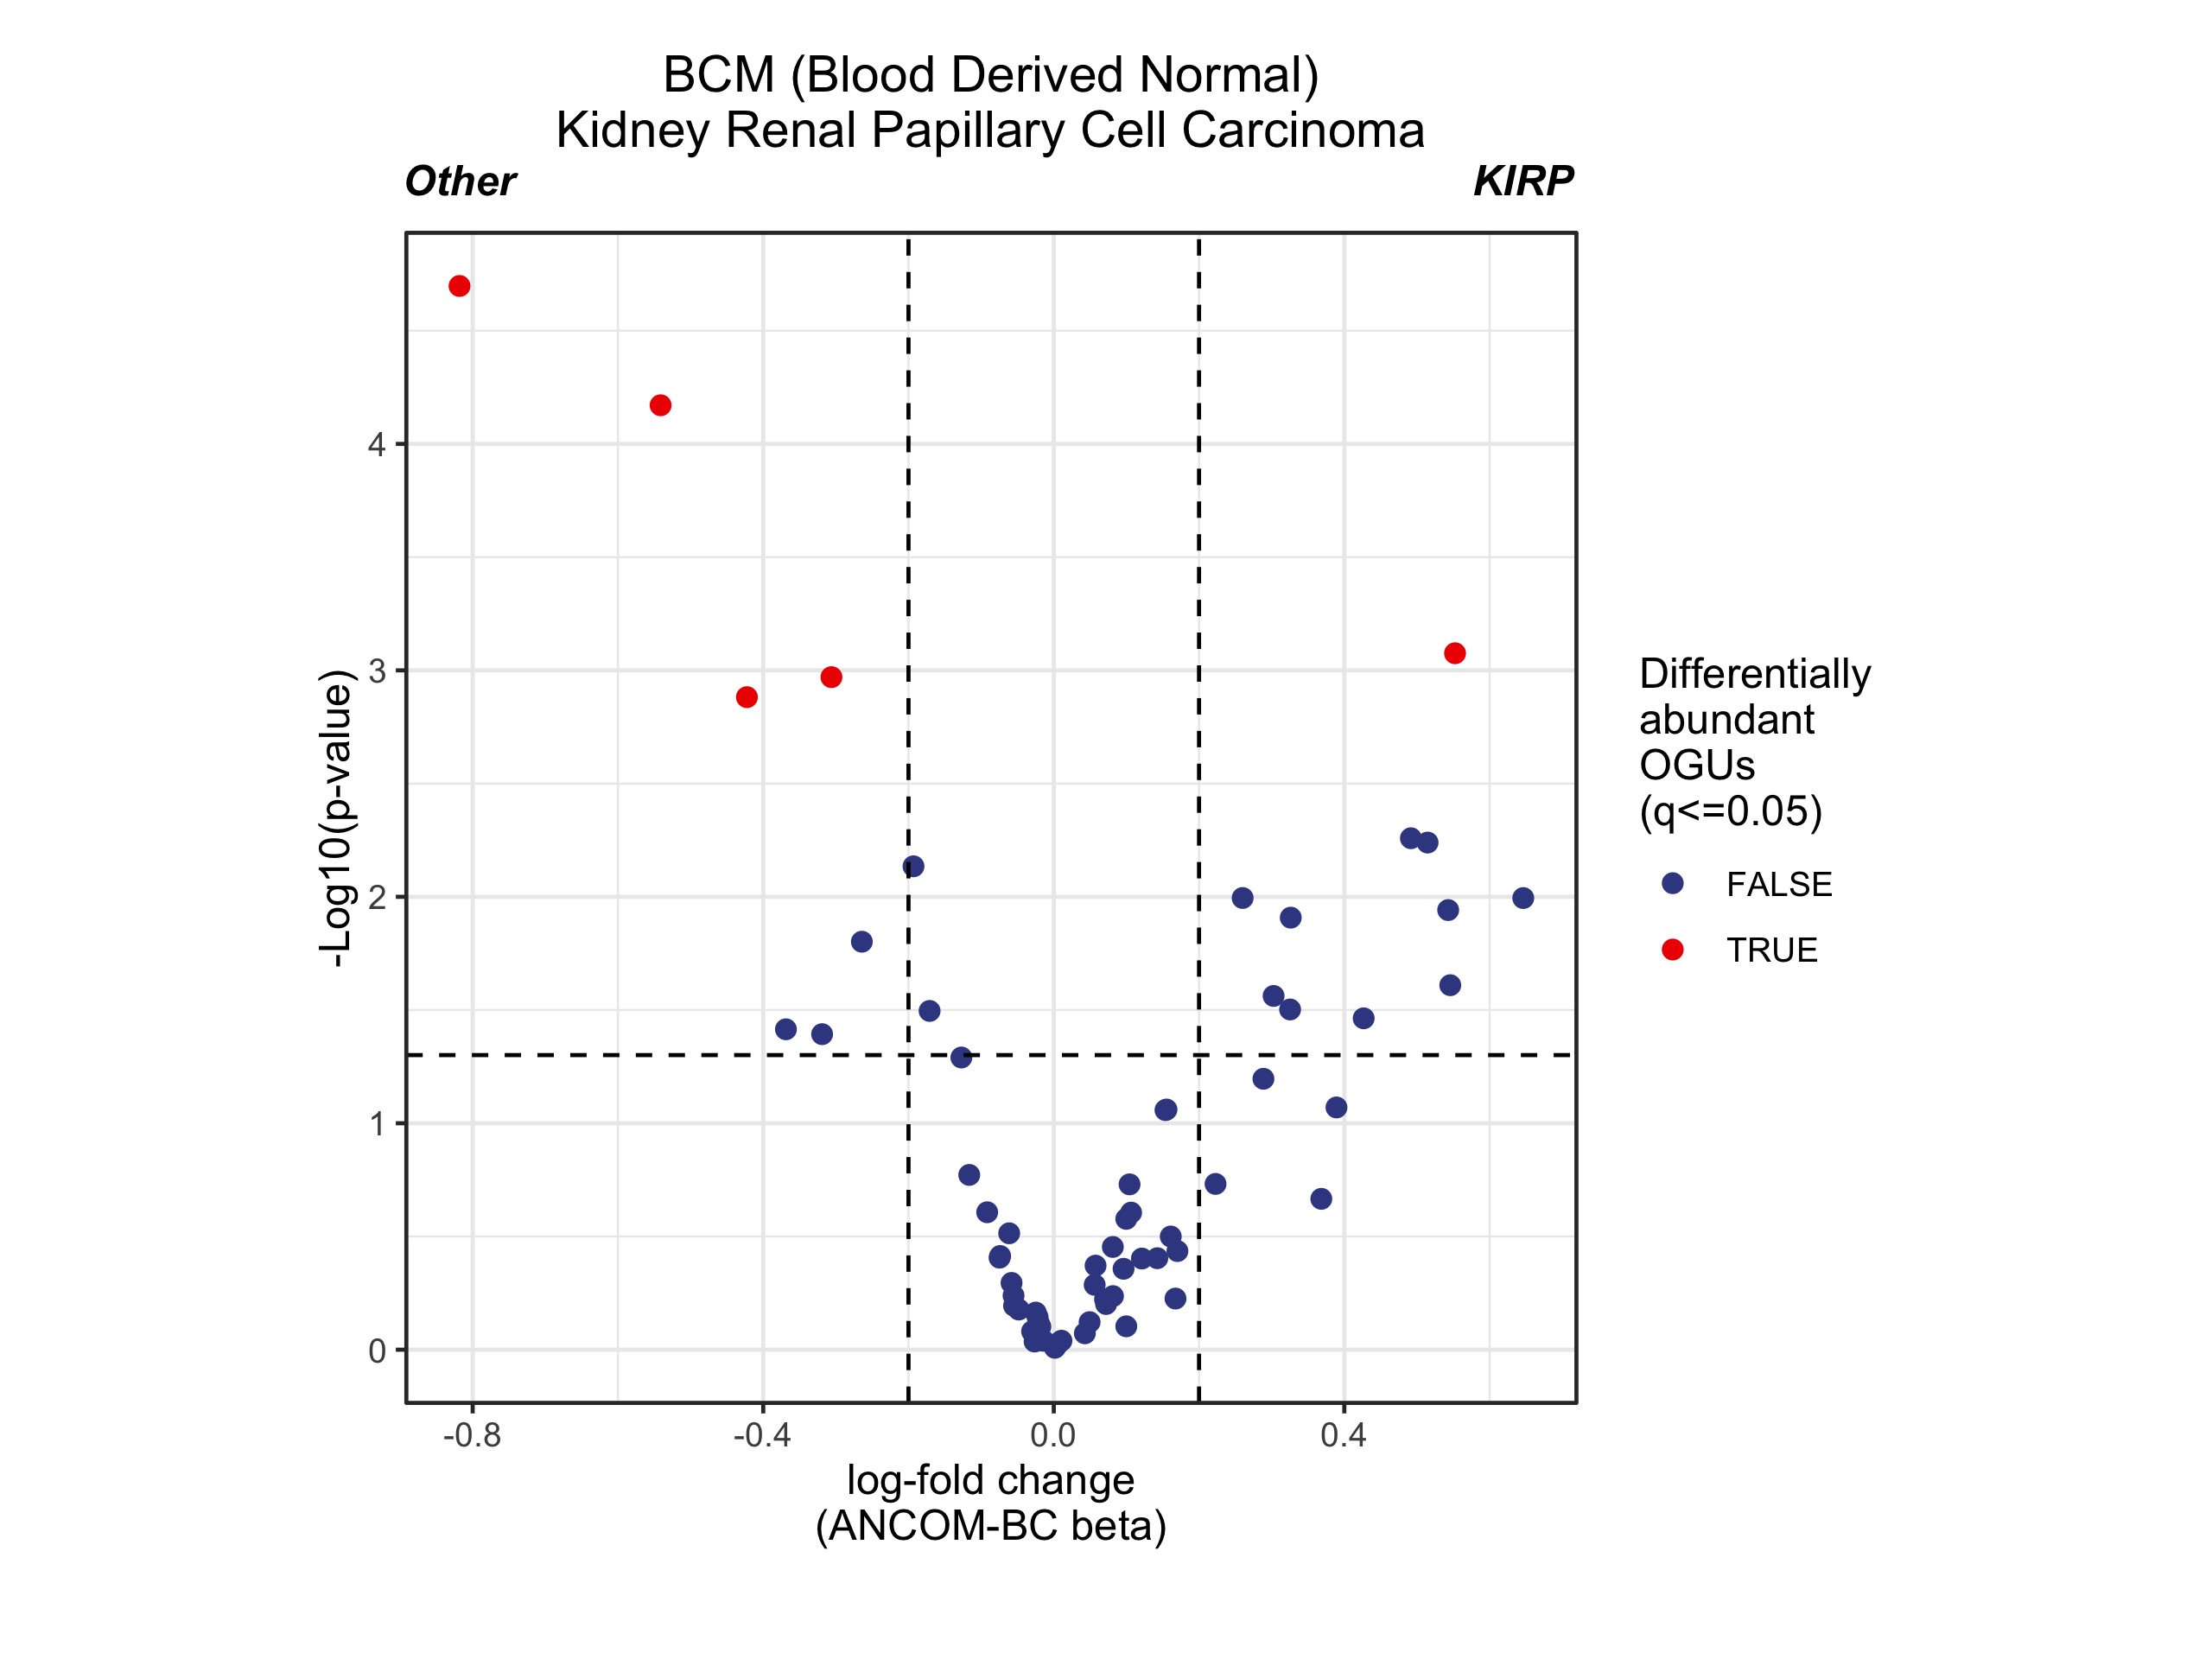 BCM (Blood Derived Normal)
Kidney Renal Papillary Cell Carcinoma
Other
KIRP
-Log10(p-value)
4
3
2
1
0
-0.8
-0.4
0.0
0.4
log-fold change
(ANCOM-BC beta)
Differentially
abundant
OGUs
(q<=0.05)
FALSE
TRUE